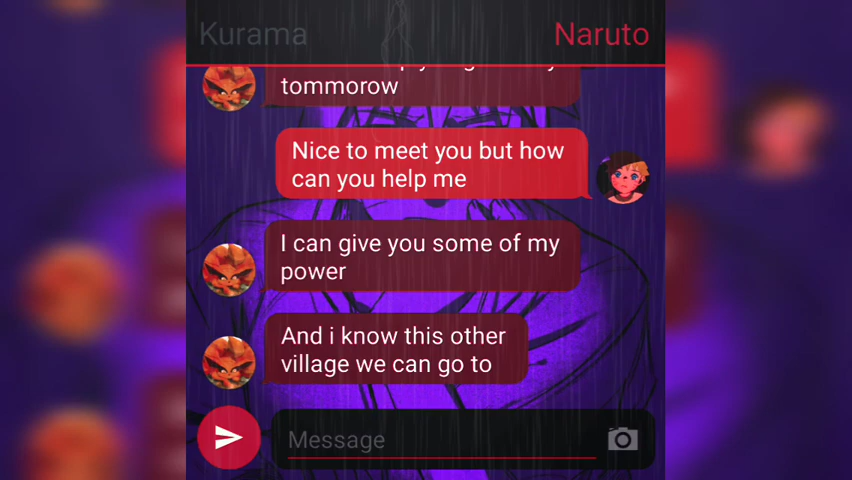 Kurama
Naruto
tommorow
Nice to meet you but how
can you help me
I can give you some of my
power
And i know this other
village we can go to
Message